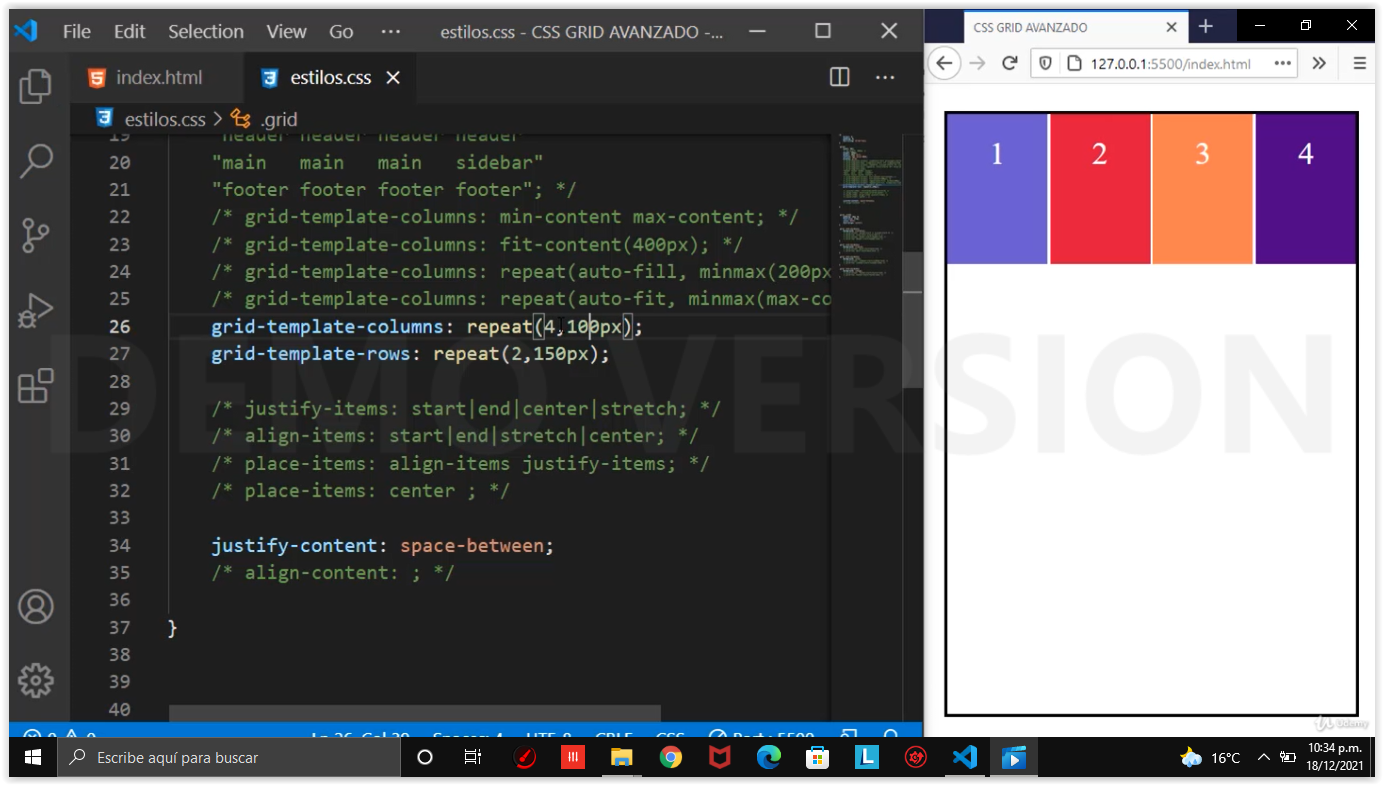 File Edit Selection View Go ··· estilos.css - CSS GRID AVANZADO -...
index.html estilos.css
estilos.css > .grid
19 "header header header header"
20 "main main main sidebar"
21 "footer footer footer footer"; */
22 /* grid-template-columns: min-content max-content; */
23 /* grid-template-columns: fit-content(400px); */
24 /* grid-template-columns: repeat(auto-fill, minmax(200px
25 /* grid-template-columns: repeat(auto-fit, minmax(max-co
26 grid-template-columns: repeat(4,100px);
27 grid-template-rows: repeat(2,150px);
28
29 /* justify-items: start|end|center|stretch; */
30 /* align-items: start|end|stretch|center; */
31 /* place-items: align-items justify-items; */
32 /* place-items: center ; */
33
34 justify-content: space-between;
35 /* align-content: ; */
36
37 }
38
39
40
0 0 Ln 26, Col 39 Spaces: 4 UTF-8 CRLF CSS Port : 5500
CSS GRID AVANZADO
127.0.0.1:5500/index.html
1 2 3 4
DEMO VERSION
Udemy
Escribe aquí para buscar
16°C
10:34 p.m.
18/12/2021